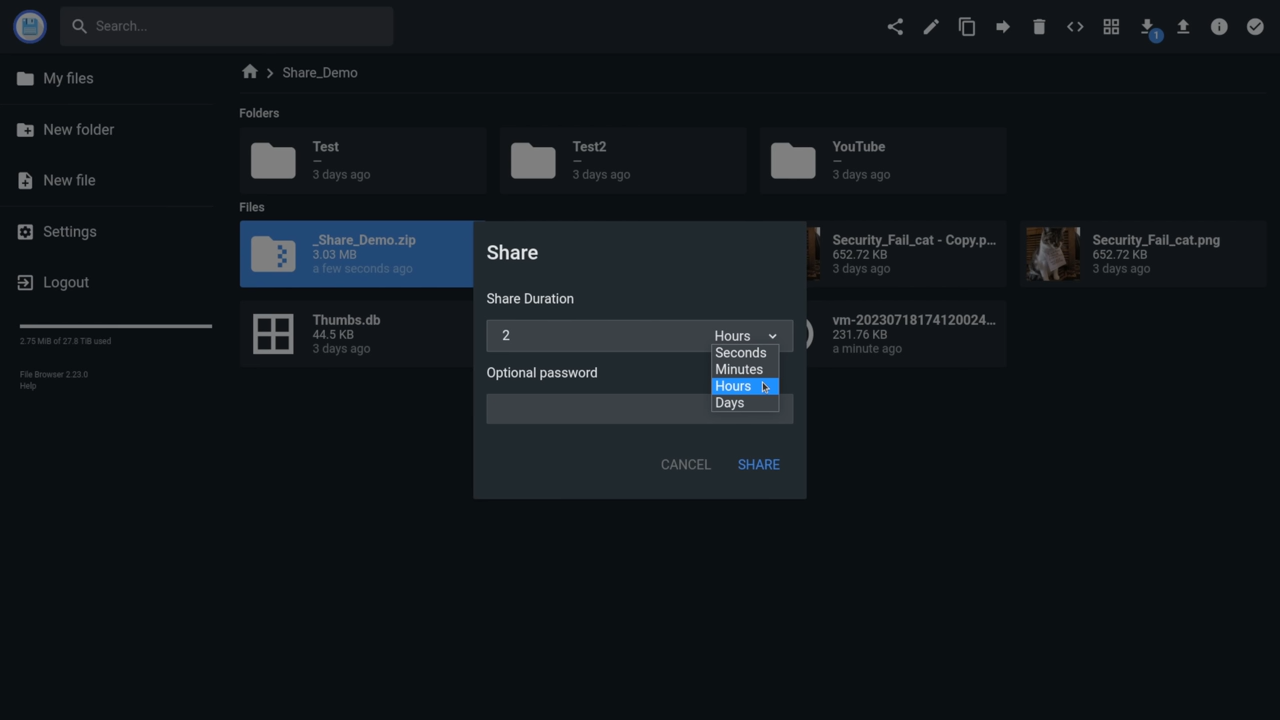 Search...
1
My files
New folder
New file
Settings
Logout
2.75 MiB of 27.8 TiB used
File Browser 2.23.0
Help
Share_Demo
Folders
Test
—
3 days ago
Test2
—
3 days ago
YouTube
—
3 days ago
Files
_Share_Demo.zip
3.03 MB
a few seconds ago
Security_Fail_cat - Copy.p...
652.72 KB
3 days ago
Security_Fail_cat.png
652.72 KB
3 days ago
Thumbs.db
44.5 KB
3 days ago
vm-20230718174120024...
231.76 KB
a minute ago
Share
Share Duration
2
Hours
Seconds
Minutes
Hours
Days
Optional password
CANCEL
SHARE